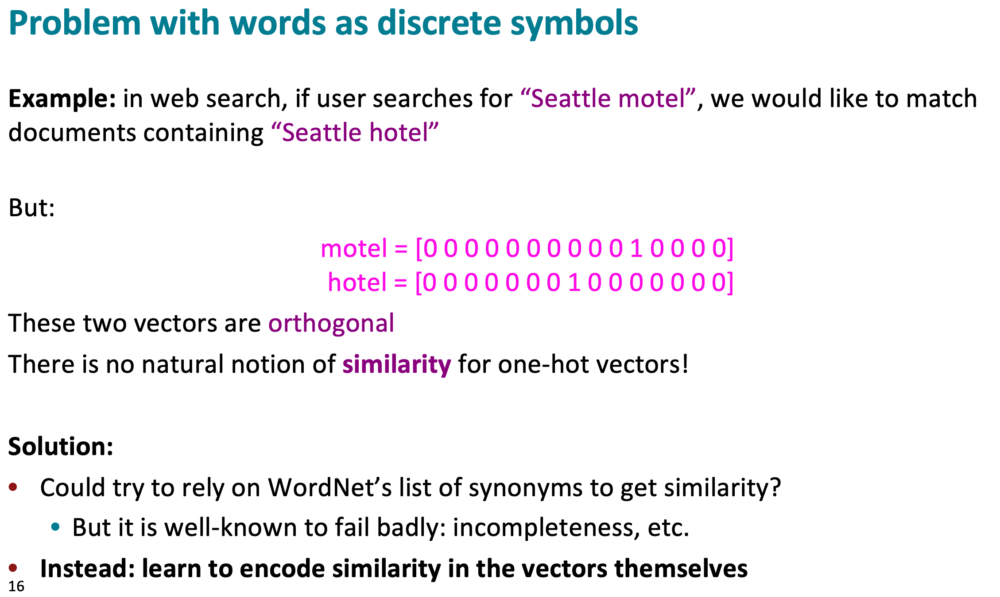 Problem with words as discrete symbols
Example: in web search, if user searches for “Seattle motel”, we would like to match
documents containing “Seattle hotel”
But:
motel = [0 0 0 0 0 0 0 0 0 0 1 0 0 0 0]
hotel = [0 0 0 0 0 0 0 1 0 0 0 0 0 0 0]
These two vectors are orthogonal
There is no natural notion of similarity for one-hot vectors!
Solution:
• Could try to rely on WordNet’s list of synonyms to get similarity?
• But it is well-known to fail badly: incompleteness, etc.
• Instead: learn to encode similarity in the vectors themselves
16